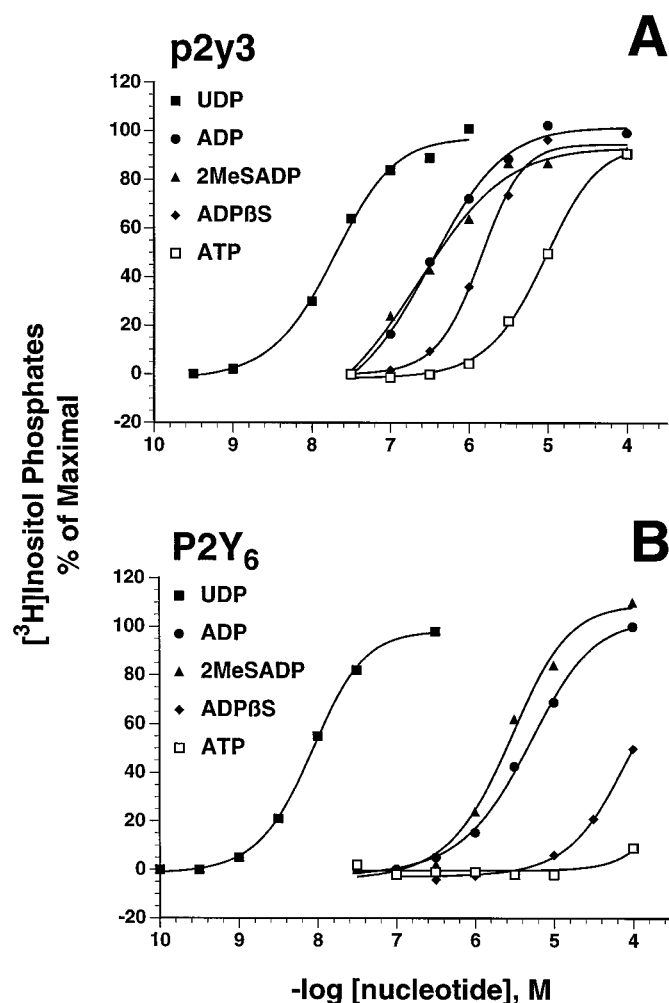 A
p2y3
120
100
80
60
40
20
0
-20
UDP
ADP
2MeSADP
ADPßS
ATP
10 9 8 7 6 5 4
[³H]Inositol Phosphates
% of Maximal
B
P2Y₆
120
100
80
60
40
20
0
-20
UDP
ADP
2MeSADP
ADPßS
ATP
10 9 8 7 6 5 4
-log [nucleotide], M